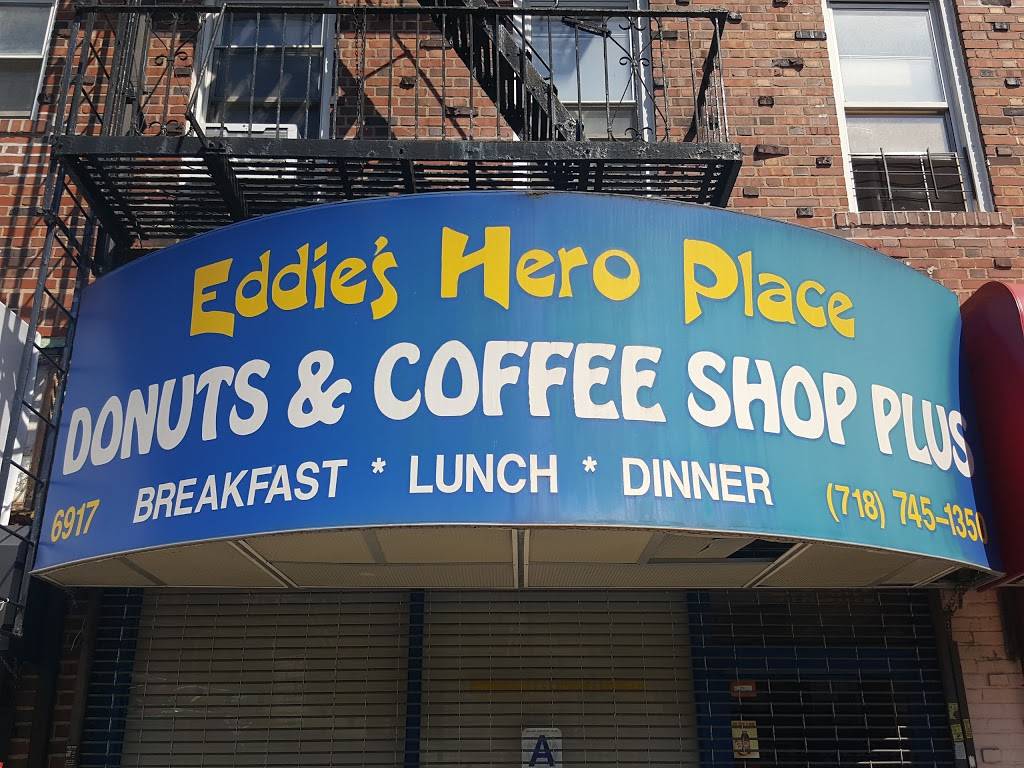 Eddie's Hero Place
DONUTS & COFFEE SHOP PLUS
BREAKFAST * LUNCH * DINNER
6917
(718) 745-1350
A